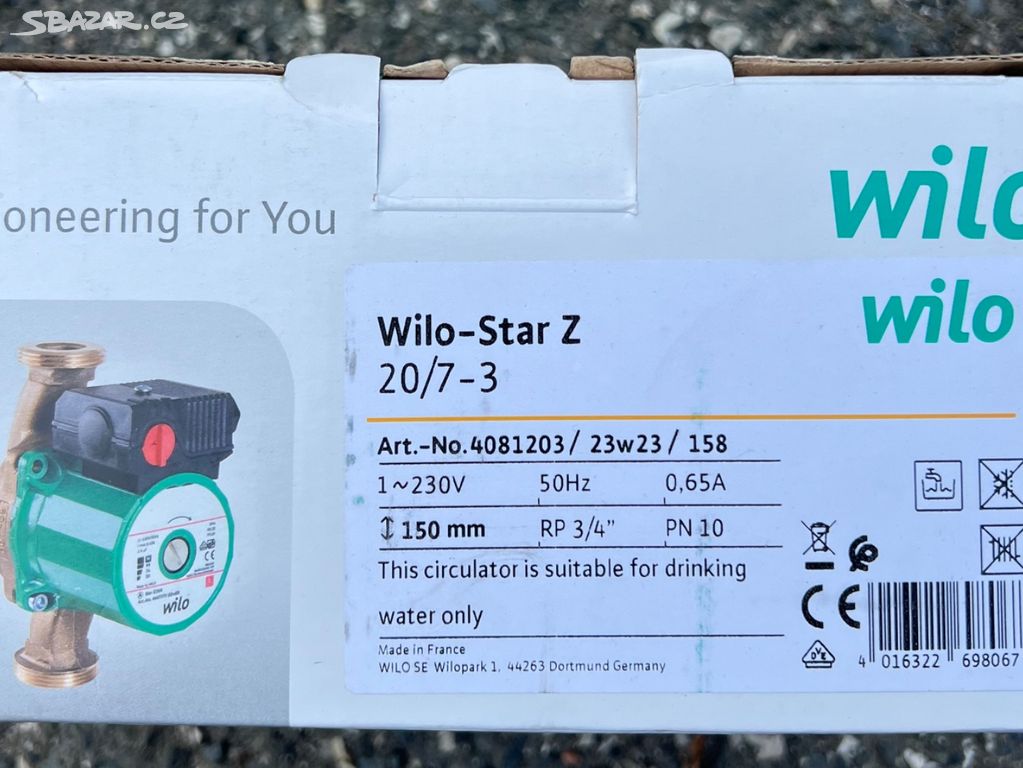 SBAZAR.CZ
oneering for You
wilo
wilo
Wilo-Star Z
20/7-3
Art.-No.4081203/ 23w23 / 158
1~230V 50Hz 0,65A
150 mm RP 3/4" PN 10
This circulator is suitable for drinking
water only
Made in France
WILO SE Wilopark 1, 44263 Dortmund Germany
CE
4 016322 698067
wilo